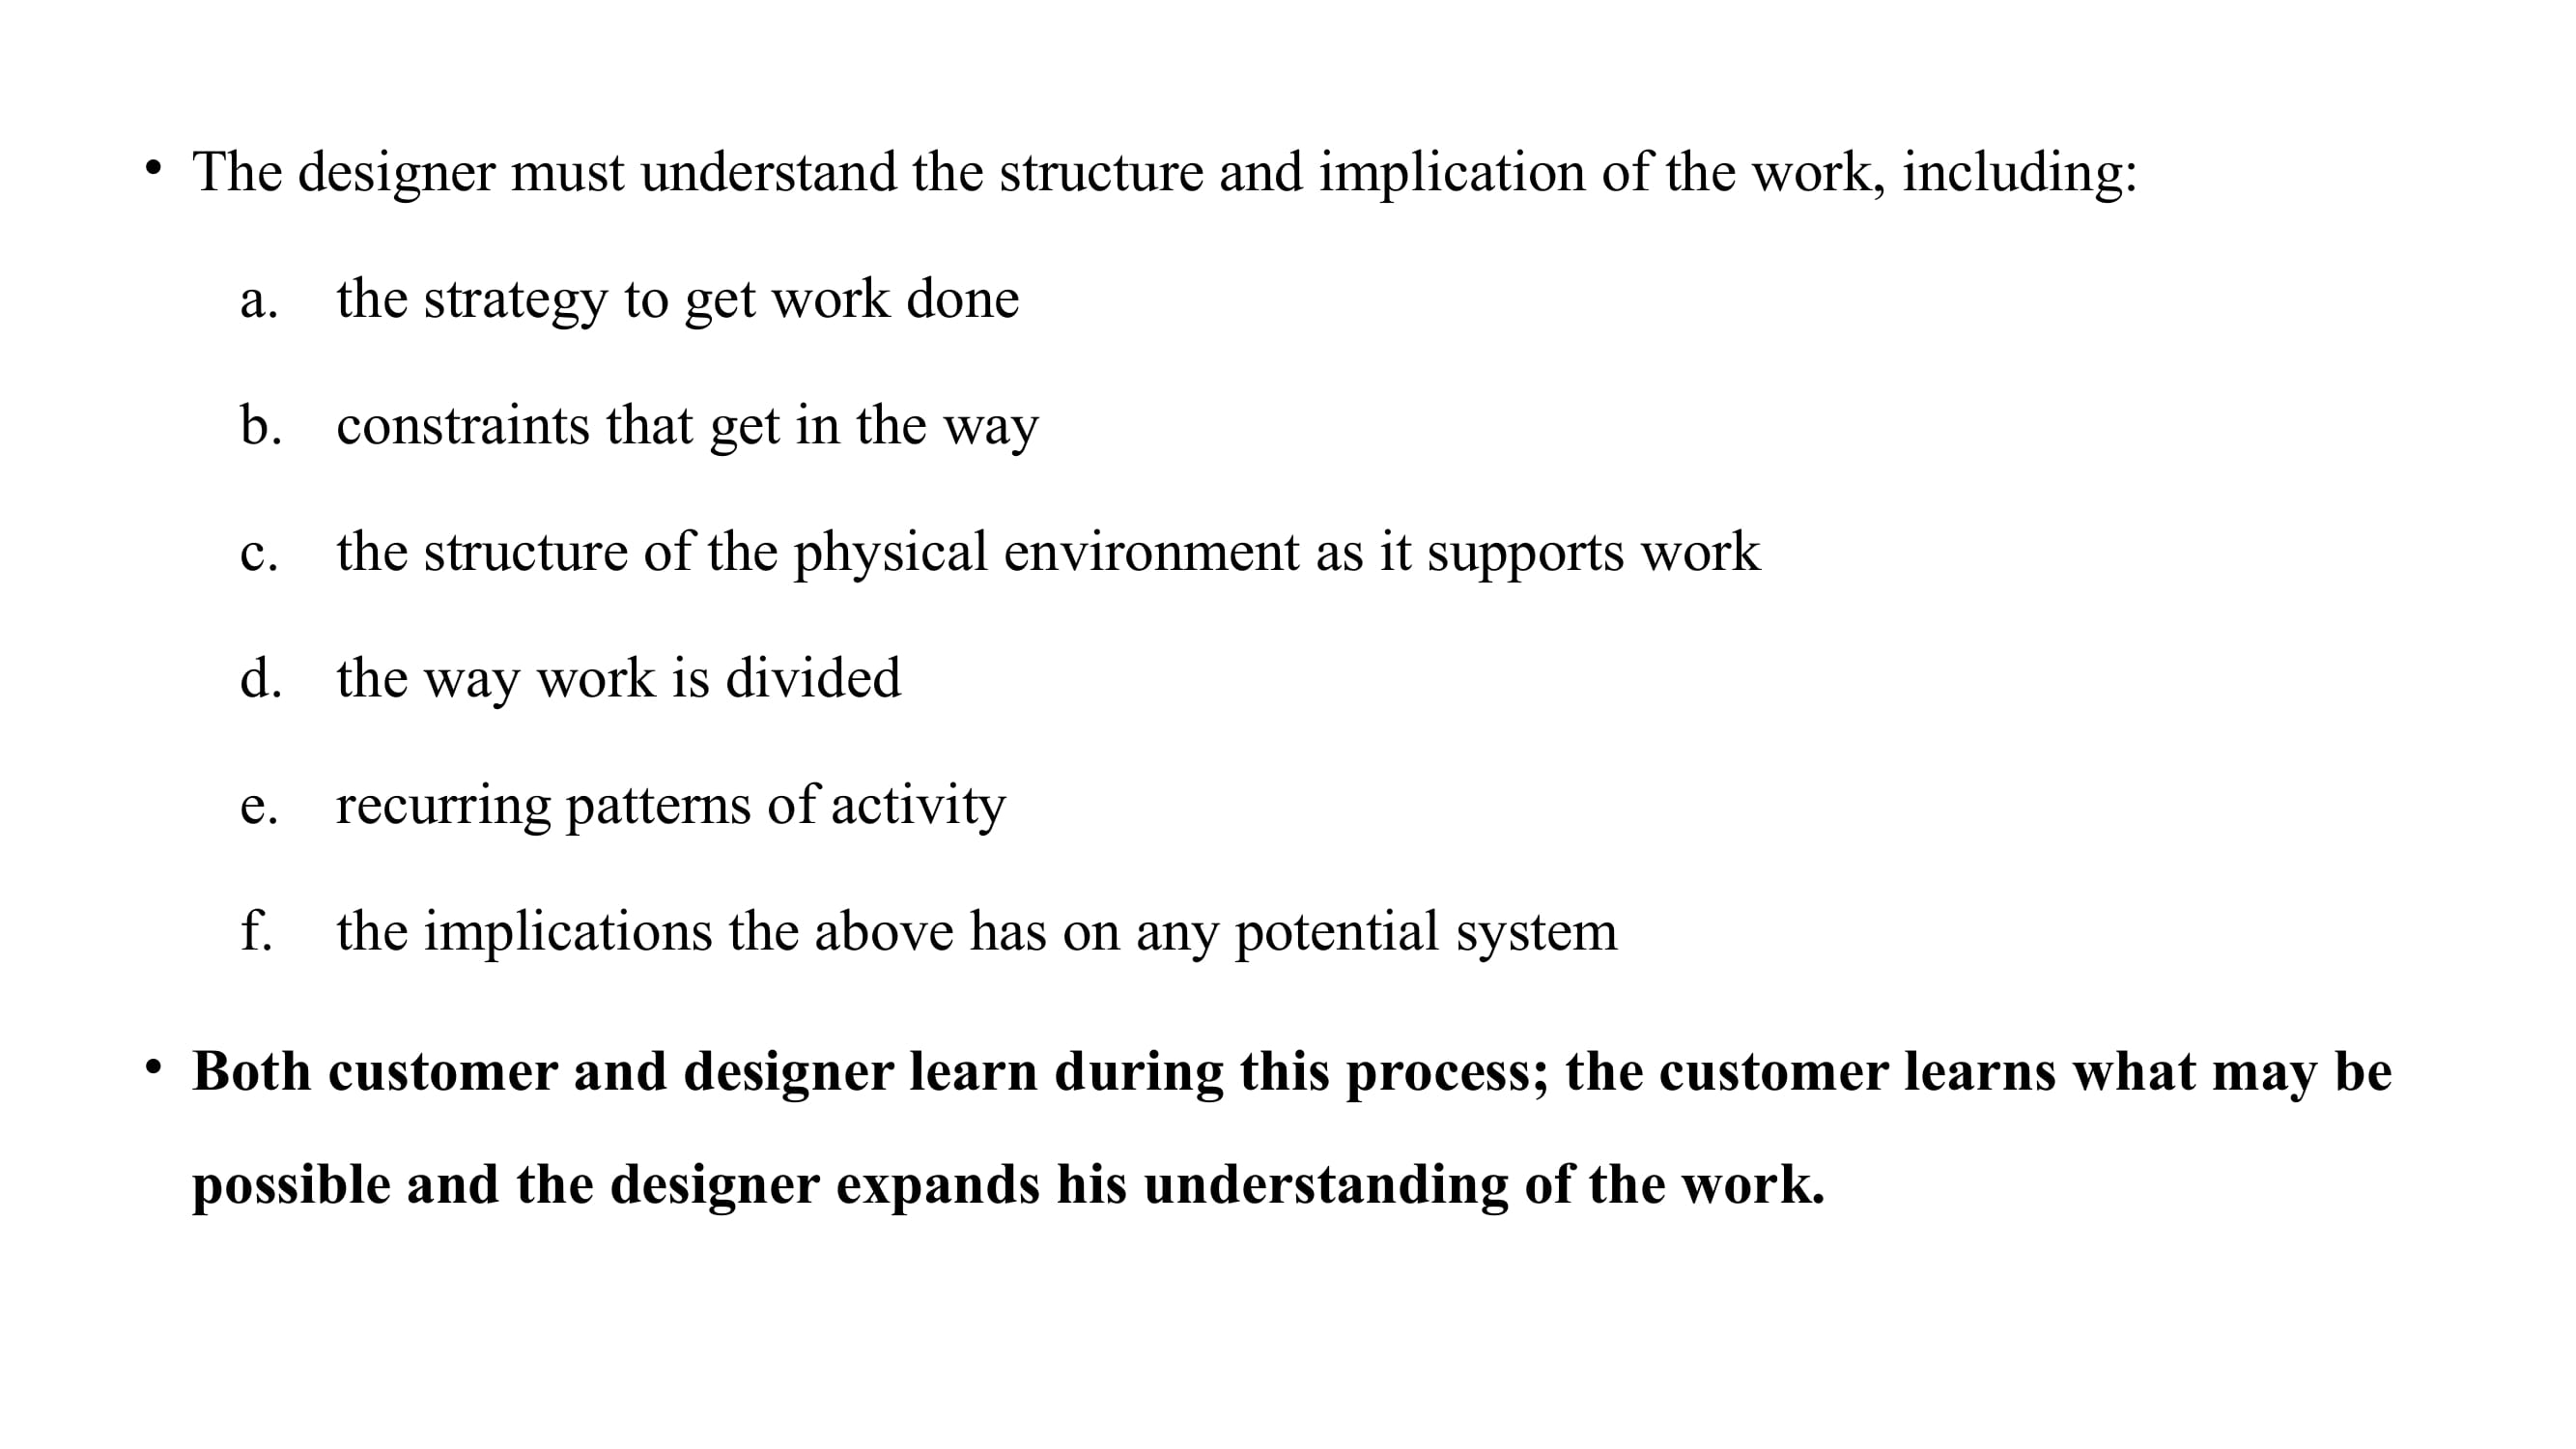 • The designer must understand the structure and implication of the work, including:
a. the strategy to get work done
b. constraints that get in the way
c. the structure of the physical environment as it supports work
d. the way work is divided
e. recurring patterns of activity
f. the implications the above has on any potential system
• Both customer and designer learn during this process; the customer learns what may be
possible and the designer expands his understanding of the work.